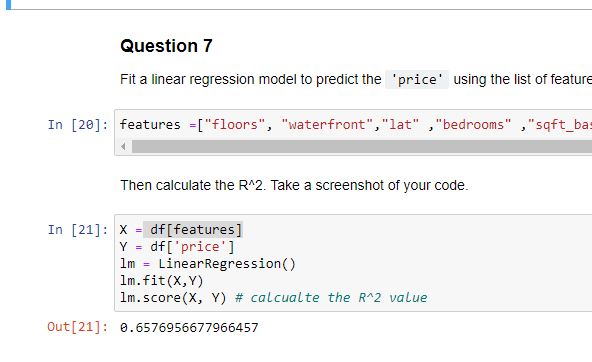 Question 7
Fit a linear regression model to predict the 'price' using the list of feature
In [20]: features =["floors", "waterfront","lat" ,"bedrooms" ,"sqft_bas
Then calculate the R^2. Take a screenshot of your code.
In [21]: X = df[features]
Y = df['price']
lm = LinearRegression()
lm.fit(X,Y)
lm.score(X, Y) # calcualte the R^2 value
Out[21]: 0.6576956677966457